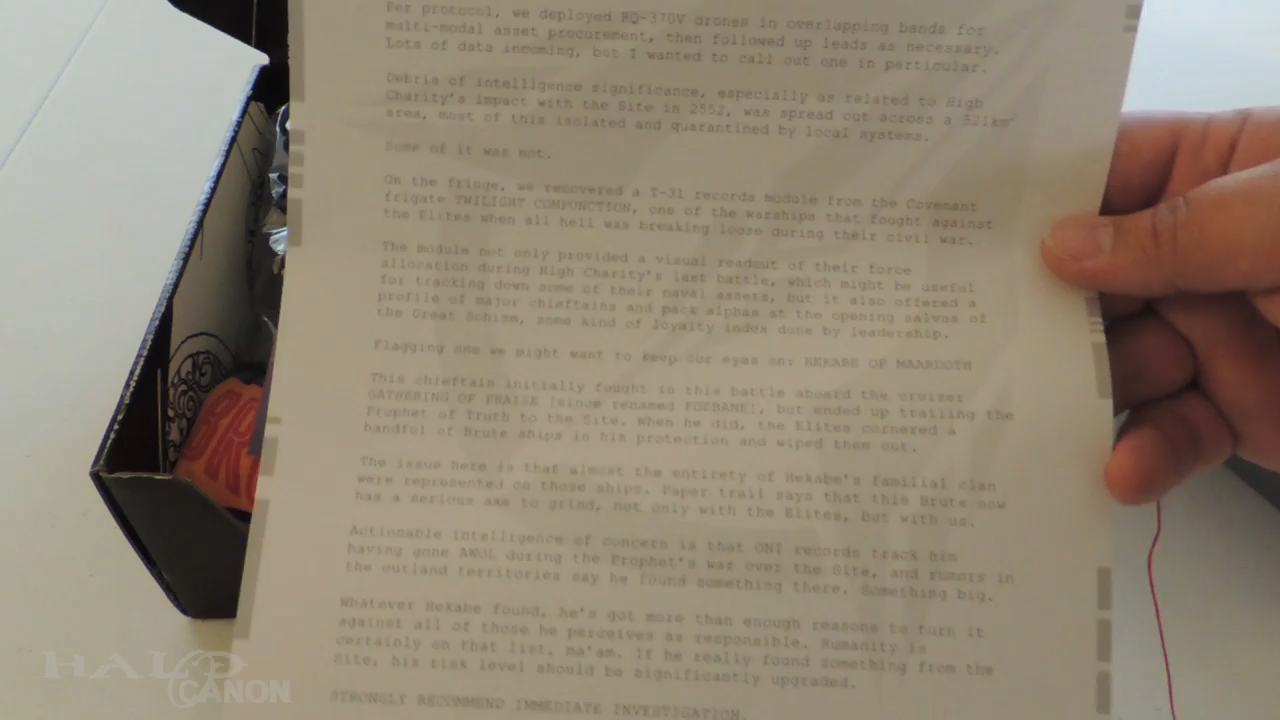 Per protocol, we deployed RQ-370V drones in overlapping bands for
multi-modal asset procurement, then followed up leads as necessary.
Lots of data incoming, but I wanted to call out one in particular.
Debris of intelligence significance, especially as related to High
Charity's impact with the Site in 2552, was spread out across a 521km²
area, most of this isolated and quarantined by local systems.
Some of it was not.
On the fringe, we recovered a T-31 records module from the Covenant
frigate TWILIGHT COMPUNCTION, one of the warships that fought against
the Elites when all hell was breaking loose during their civil war.
The module not only provided a visual readout of their force
allocation during High Charity's last battle, which might be useful
for tracking down some of their naval assets, but it also offered a
profile of major chieftains and pack alphas at the opening salvos of
the Great Schism, some kind of loyalty index done by leadership.
Flagging one we might want to keep our eyes on: HEKABE OF MAARDOTH
This chieftain initially fought in this battle aboard the cruiser
GATHERING OF PRAISE [since renamed FOEBANE], but ended up trailing the
Prophet of Truth to the Site. When he did, the Elites cornered a
handful of Brute ships in his protection and wiped them out.
The issue here is that almost the entirety of Hekabe's familial clan
were represented on those ships. Paper trail says that this Brute now
has a serious axe to grind, not only with the Elites, But with us.
Actionable intelligence of concern is that ONI records track him
having gone AWOL during the Prophet's war over the Site, and rumors in
the outland territories say he found something there. Something big.
Whatever Hekabe found, he's got more than enough reasons to turn it
against all of those he perceives as responsible. Humanity is
certainly on that list, ma'am. If he really found something from the
Site, his risk level should be significantly upgraded.
STRONGLY RECOMMEND IMMEDIATE INVESTIGATION.
HALO
CANON